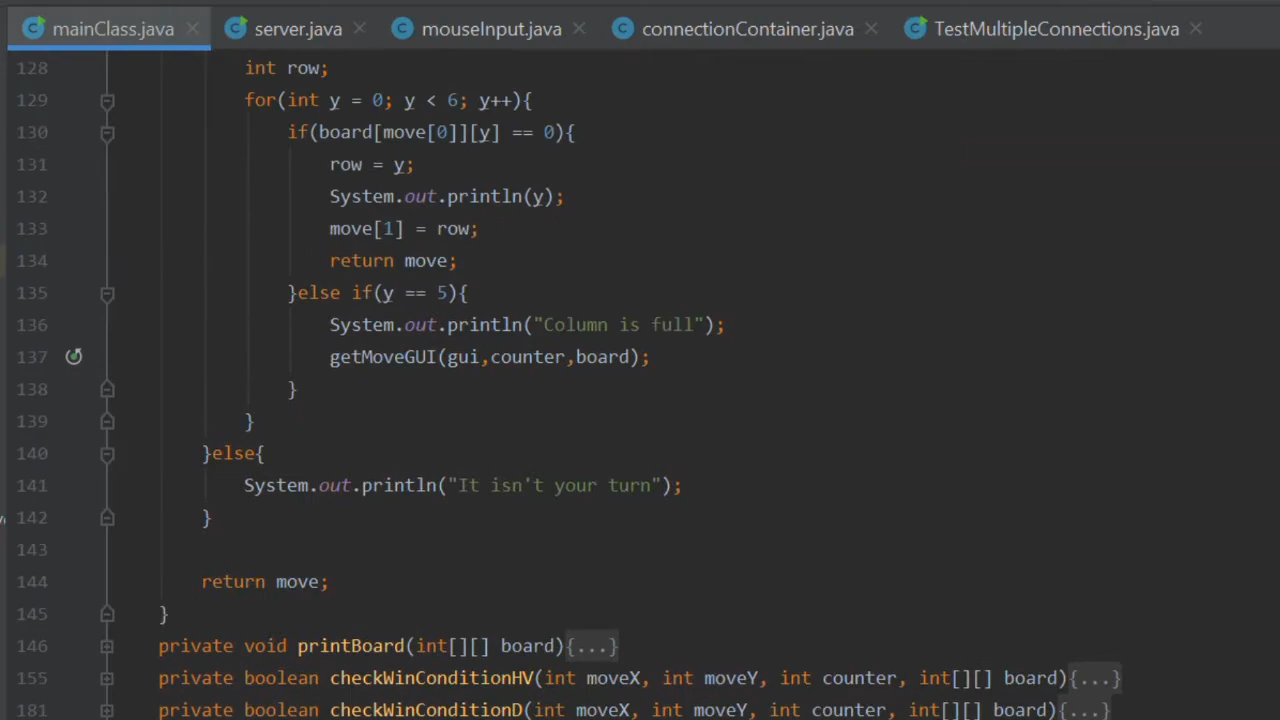 mainClass.java server.java mouseInput.java connectionContainer.java TestMultipleConnections.java
128 int row;
129 for(int y = 0; y < 6; y++){
130 if(board[move[0]][y] == 0){
131 row = y;
132 System.out.println(y);
133 move[1] = row;
134 return move;
135 }else if(y == 5){
136 System.out.println("Column is full");
137 getMoveGUI(gui,counter,board);
138 }
139 }
140 }else{
141 System.out.println("It isn't your turn");
142 }
143
144 return move;
145 }
146 private void printBoard(int[][] board){...}
155 private boolean checkWinConditionHV(int moveX, int moveY, int counter, int[][] board){...}
181 private boolean checkWinConditionD(int moveX, int moveY, int counter, int[][] board){...}